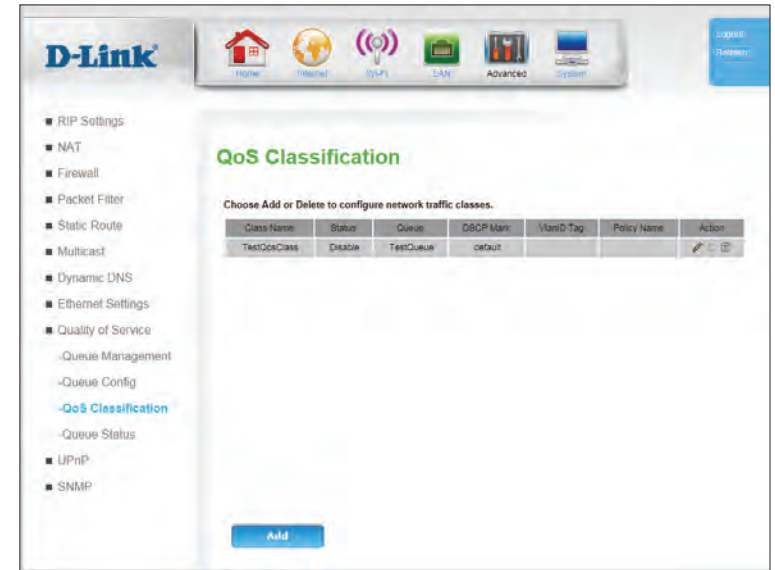 D-Link
Home
Internet
Wi-Fi
LAN
Advanced
System
Logout
RIP Settings
NAT
Firewall
Packet Filter
Static Route
Multicast
Dynamic DNS
Ethernet Settings
Quality of Service
-Queue Management
-Queue Config
-QoS Classification
-Queue Status
UPnP
SNMP
QoS Classification
Choose Add or Delete to configure network traffic classes.
Class Name Status Queue DSCP Mark VlanID Tag Policy Name Action
TestQosClass Disable TestQueue default
Add